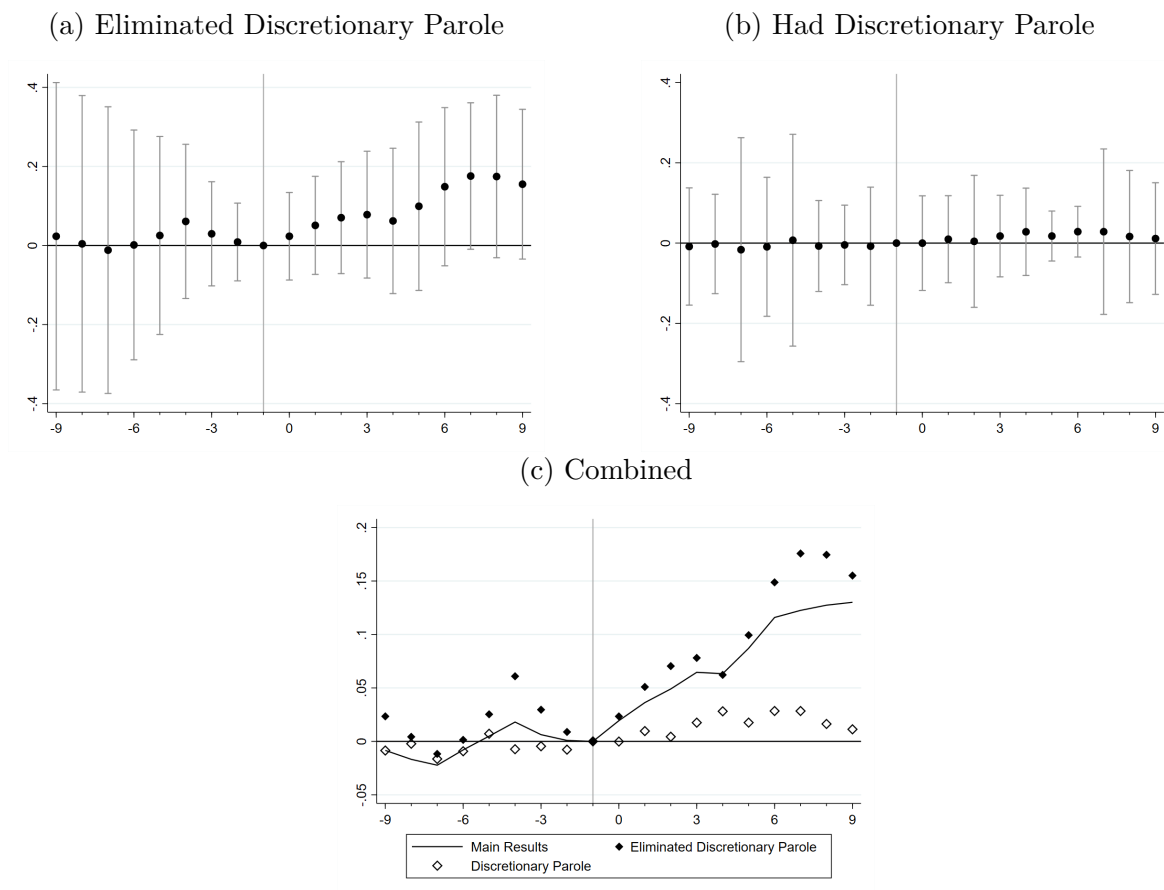 (a) Eliminated Discretionary Parole
(b) Had Discretionary Parole
.4
.2
0
-.2
-.4
-9 -6 -3 0 3 6 9
.4
.2
0
-.2
-.4
-9 -6 -3 0 3 6 9
(c) Combined
.2
.15
.1
.05
0
-.05
-9 -6 -3 0 3 6 9
Main Results Eliminated Discretionary Parole
Discretionary Parole